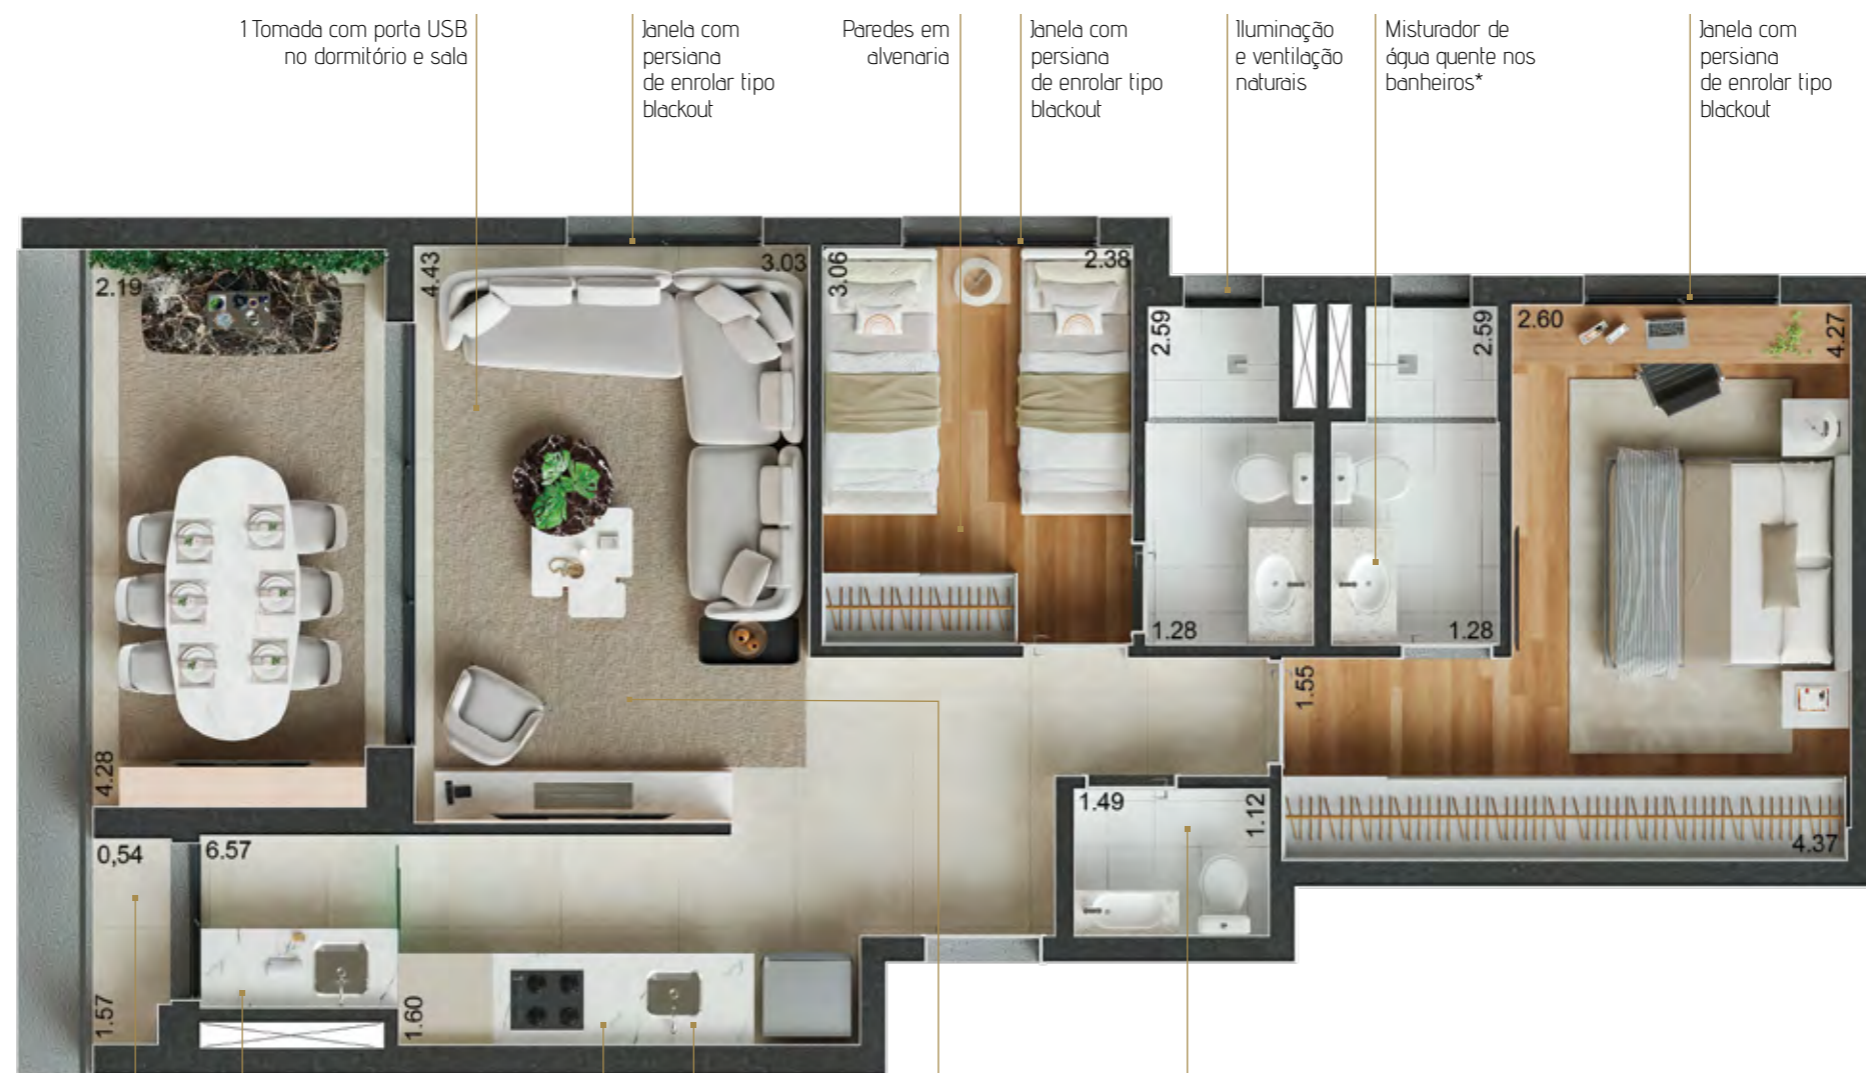 1 Tomada com porta USB
no dormitório e sala
Janela com
persiana
de enrolar tipo
blackout
Paredes em
alvenaria
Janela com
persiana
de enrolar tipo
blackout
Iluminação
e ventilação
naturais
Misturador de
água quente nos
banheiros*
Janela com
persiana
de enrolar tipo
blackout
2.19
4.43
3.03
3.06
2.38
2.59
2.59
2.60
4.27
1.28
1.28
1.55
4.28
1.49
1.12
4.37
0,54
6.57
1.57
1.60